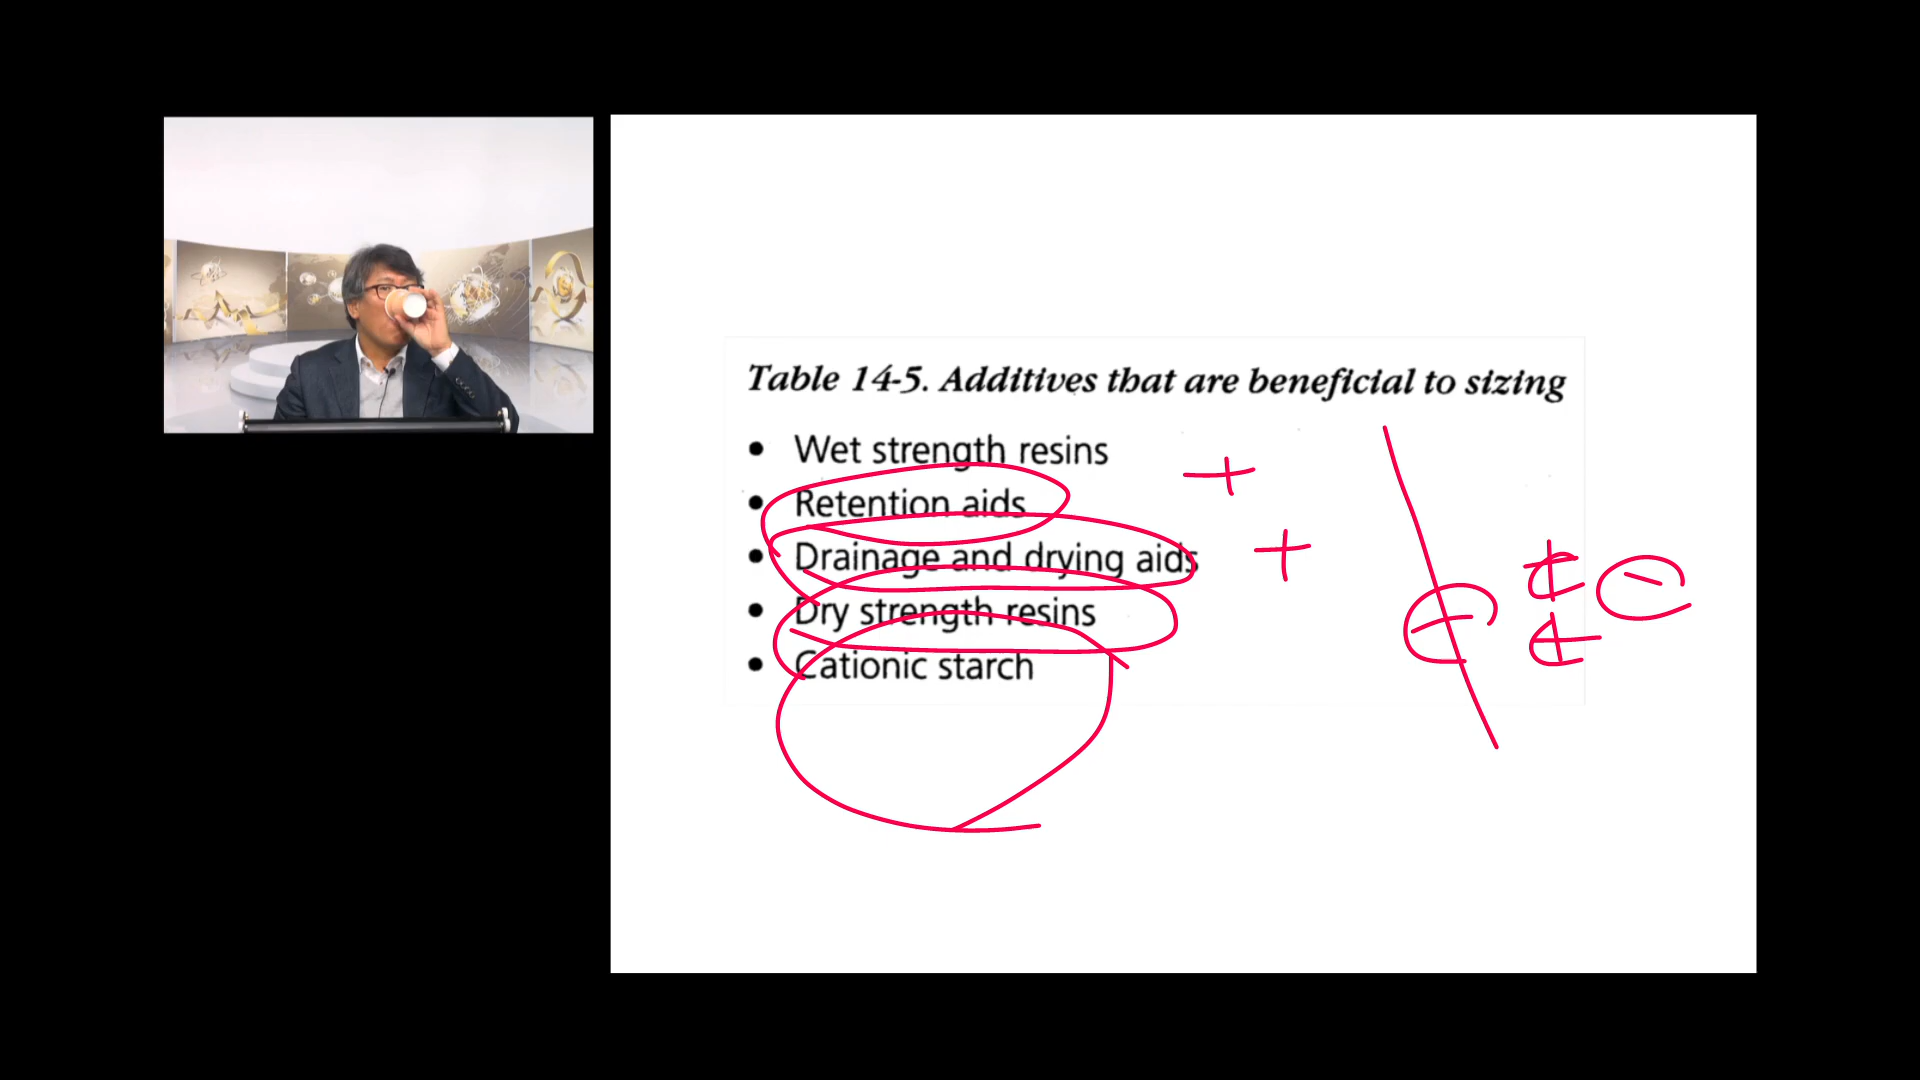 Table 14-5. Additives that are beneficial to sizing
• Wet strength resins
• Retention aids
• Drainage and drying aids
• Dry strength resins
• Cationic starch
+
+